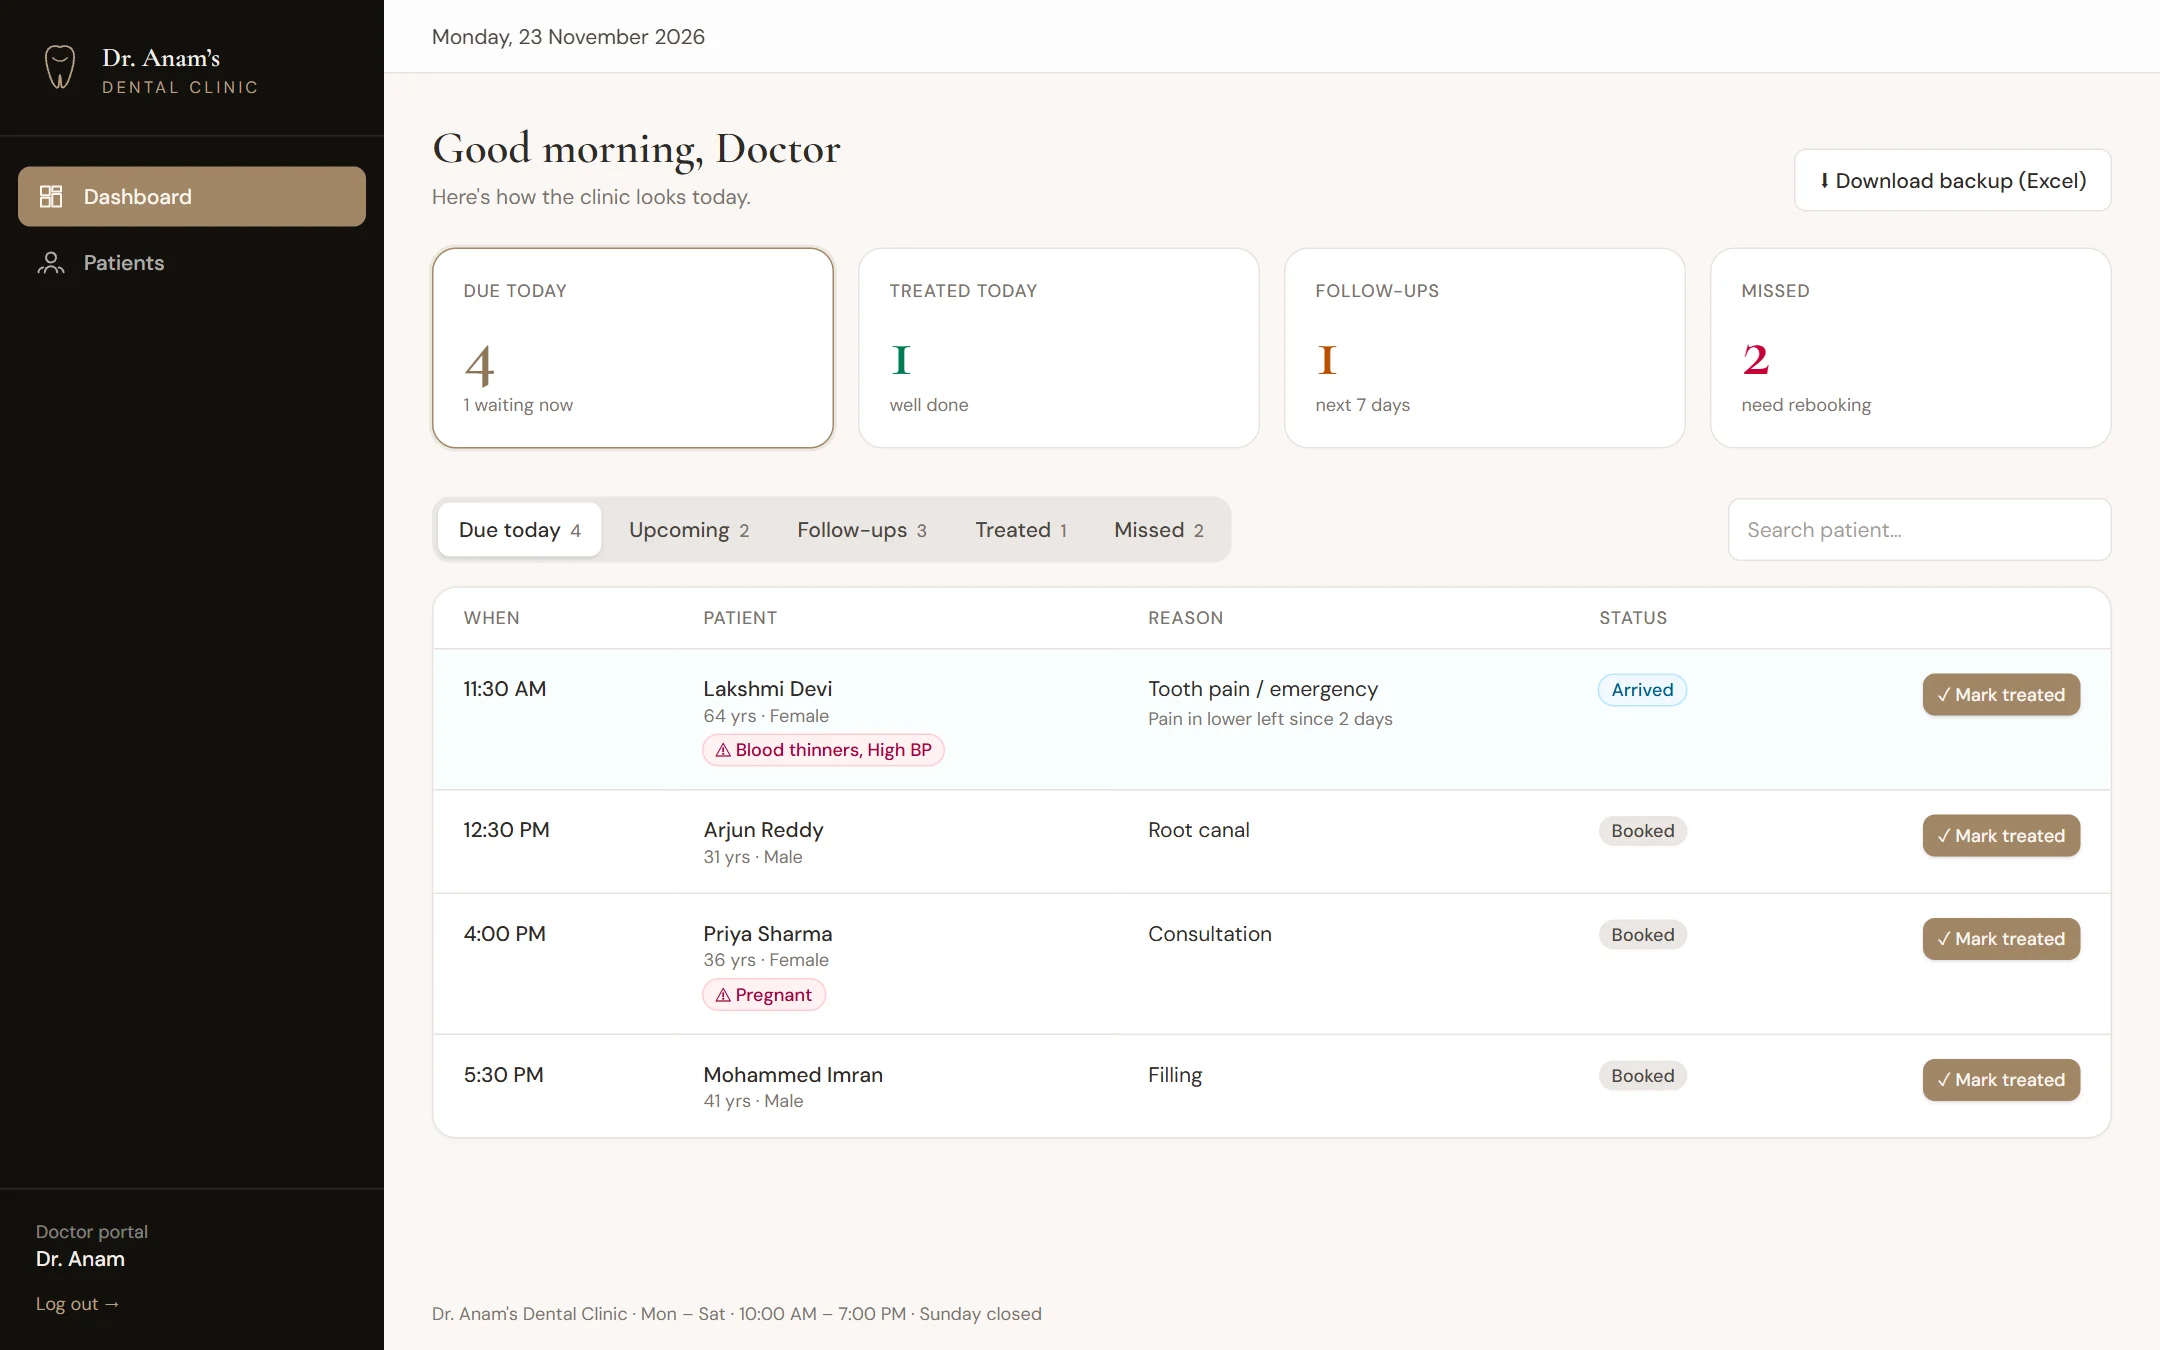 Dr. Anam's
DENTAL CLINIC
Dashboard
Patients
Doctor portal
Dr. Anam
Log out →
Monday, 23 November 2026
Good morning, Doctor
Here's how the clinic looks today.
⬇ Download backup (Excel)
DUE TODAY
4
1 waiting now
TREATED TODAY
1
well done
FOLLOW-UPS
1
next 7 days
MISSED
2
need rebooking
Due today 4 Upcoming 2 Follow-ups 3 Treated 1 Missed 2
Search patient...
WHEN PATIENT REASON STATUS
11:30 AM Lakshmi Devi Tooth pain / emergency Arrived ✓ Mark treated
64 yrs · Female Pain in lower left since 2 days
⚠ Blood thinners, High BP
12:30 PM Arjun Reddy Root canal Booked ✓ Mark treated
31 yrs · Male
4:00 PM Priya Sharma Consultation Booked ✓ Mark treated
36 yrs · Female
⚠ Pregnant
5:30 PM Mohammed Imran Filling Booked ✓ Mark treated
41 yrs · Male
Dr. Anam's Dental Clinic · Mon – Sat · 10:00 AM – 7:00 PM · Sunday closed